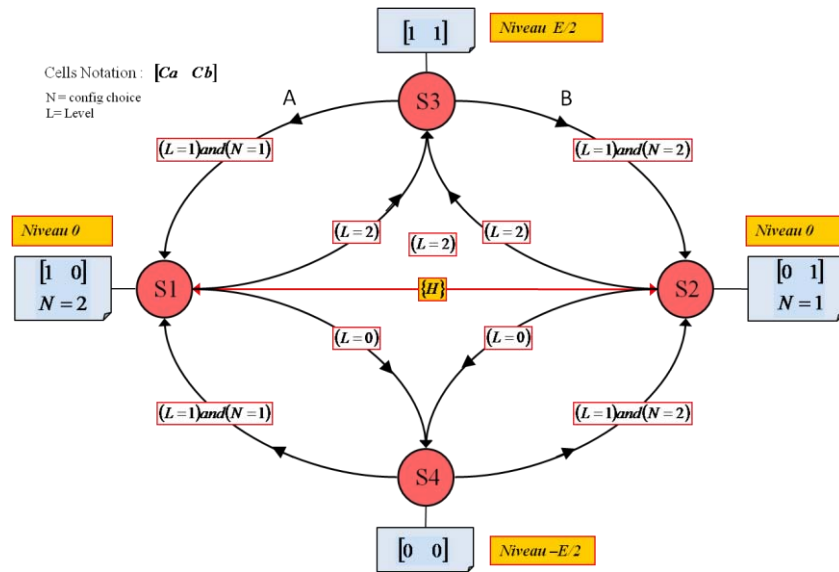 [1 1]
Niveau E/2
Cells Notation : [Ca Cb]
N = config choice
L= Level
A
S3
B
(L=1)and(N=1)
(L=1)and(N=2)
Niveau 0
(L=2)
(L=2)
(L=2)
Niveau 0
[1 0]
N=2
S1
{H}
S2
[0 1]
N=1
(L=0)
(L=0)
(L=1)and(N=1)
(L=1)and(N=2)
S4
[0 0]
Niveau –E/2